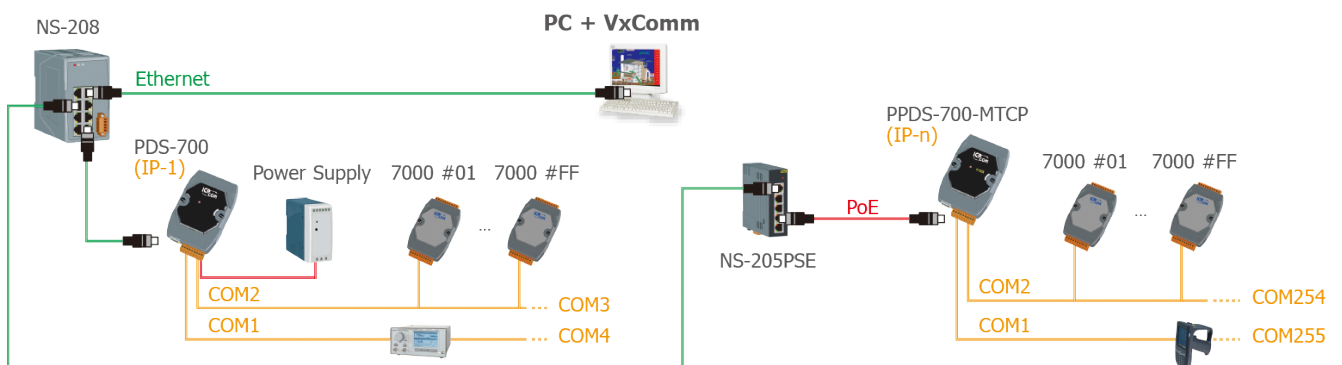 NS-208
PC + VxComm
Ethernet
PDS-700
(IP-1)
Power Supply
7000 #01
7000 #FF
...
COM2
COM3
COM1
COM4
NS-205PSE
PoE
PPDS-700-MTCP
(IP-n)
7000 #01
7000 #FF
...
COM2
COM254
COM1
COM255